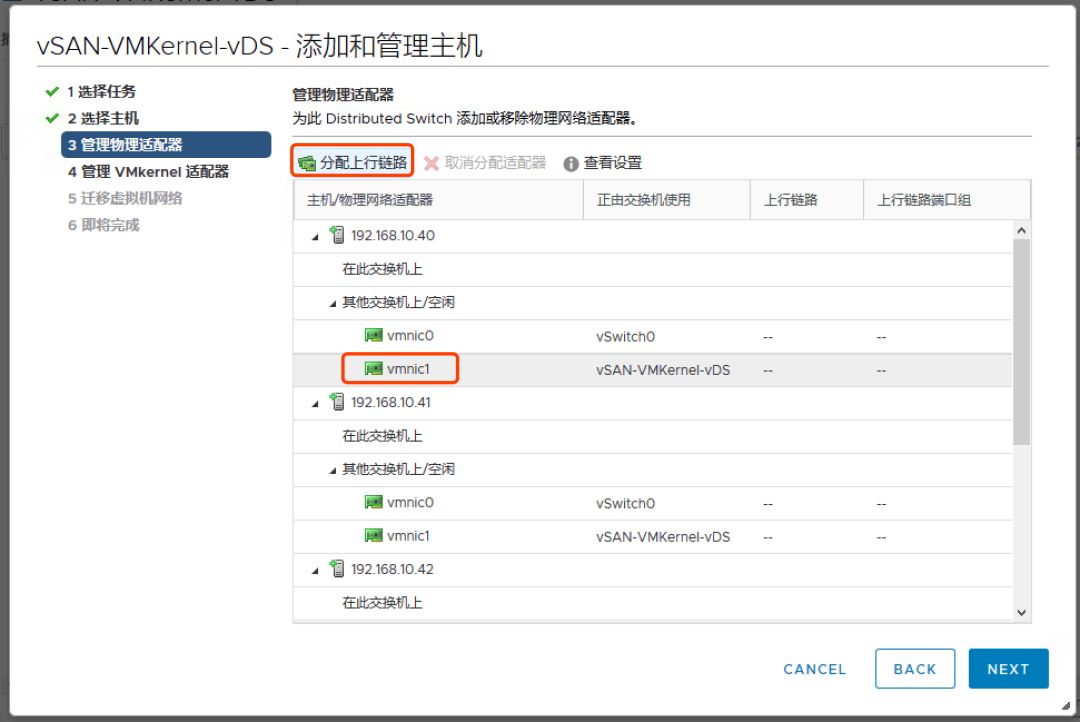 vSAN-VMKernel-vDS - 添加和管理主机
1 选择任务
2 选择主机
3 管理物理适配器
4 管理 VMkernel 适配器
5 迁移虚拟机网络
6 即将完成
管理物理适配器
为此 Distributed Switch 添加或移除物理网络适配器。
分配上行链路 取消分配适配器 查看设置
主机/物理网络适配器 正由交换机使用 上行链路 上行链路端口组
192.168.10.40
在此交换机上
其他交换机上/空闲
vmnic0 vSwitch0 -- --
vmnic1 vSAN-VMKernel-vDS -- --
192.168.10.41
在此交换机上
其他交换机上/空闲
vmnic0 vSwitch0 -- --
vmnic1 vSAN-VMKernel-vDS -- --
192.168.10.42
在此交换机上
CANCEL BACK NEXT